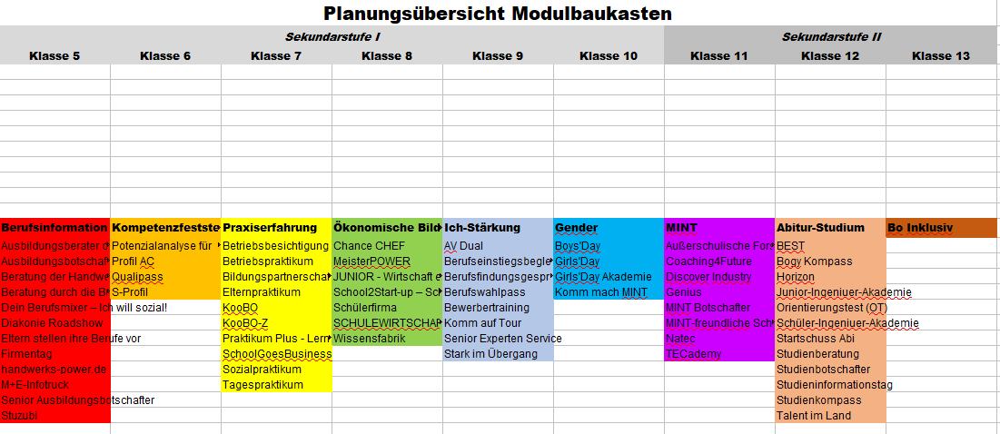 Planungsübersicht Modulbaukasten
Sekundarstufe I Sekundarstufe II
Klasse 5 Klasse 6 Klasse 7 Klasse 8 Klasse 9 Klasse 10 Klasse 11 Klasse 12 Klasse 13
Berufsinformation Kompetenzfestste Praxiserfahrung Ökonomische Bild Ich-Stärkung Gender MINT Abitur-Studium Bo Inklusiv
Ausbildungsberater Potenzialanalyse für Betriebsbesichtigung Chance CHEF AV Dual Boys'Day Außerschulische For BEST
Ausbildungsbotschaf Profil AC Betriebspraktikum MeisterPOWER Berufseinstiegsbegle Girls'Day Coaching4Future Bogy Kompass
Beratung der Handwe Qualipass Bildungspartnerscha JUNIOR - Wirtschaft Berufsfindungsgespr Girls'Day Akademie Discover Industry Horizon
Beratung durch die S-Profil Elternpraktikum School2Start-up – Sc Berufswahlpass Komm mach MINT Genius Junior-Ingeniuer-Akademie
Dein Berufsmixer – Ich will sozial! KooBO Schülerfirma Bewerbertraining MINT Botschafter Orientierungstest (OT)
Diakonie Roadshow KooBO-Z SCHULEWIRTSCHAF Komm auf Tour MINT-freundliche Sc Schüler-Ingeniuer-Akademie
Eltern stellen ihre Berufe vor Praktikum Plus - Lern Wissensfabrik Senior Experten Service Natec Startschuss Abi
Firmentag SchoolGoesBusiness Stark im Übergang TECademy Studienberatung
handwerks-power.de Sozialpraktikum Studienbotschafter
M+E-Infotruck Tagespraktikum Studieninformationstag
Senior Ausbildungsbotschafter Studienkompass
Stuzubi Talent im Land